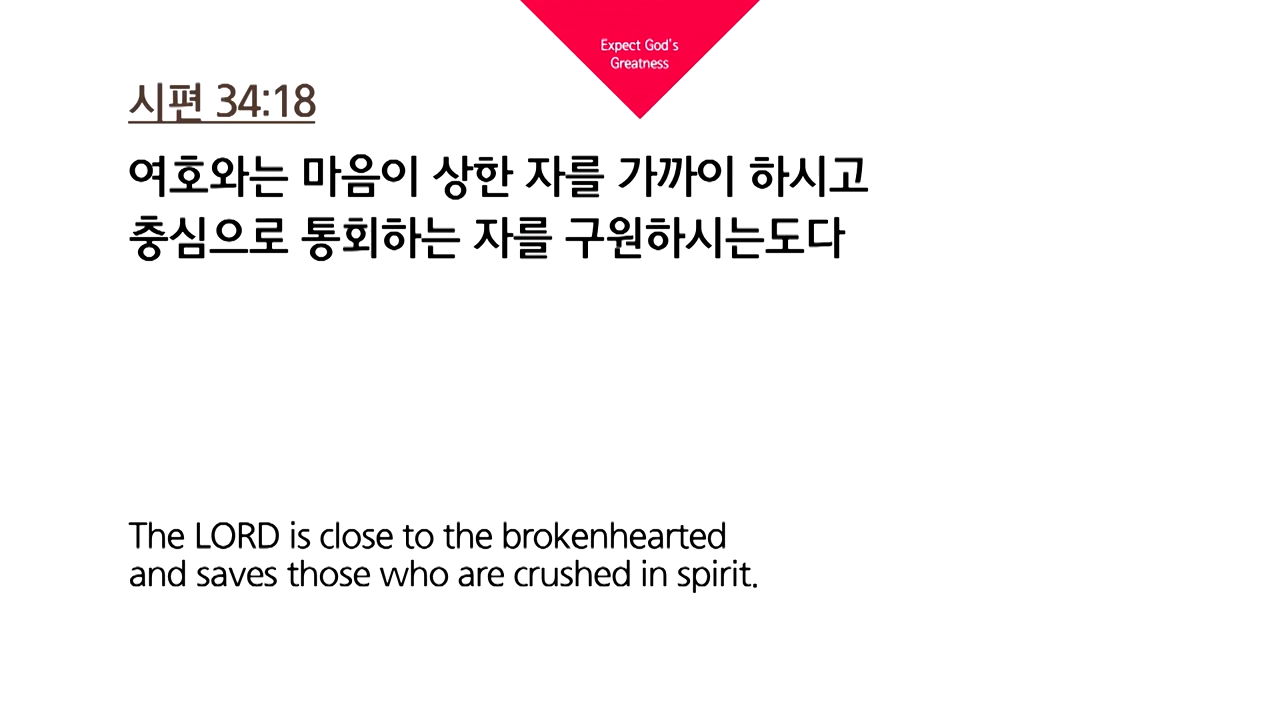 Expect God's
Greatness
시편 34:18
여호와는 마음이 상한 자를 가까이 하시고
충심으로 통회하는 자를 구원하시는도다
The LORD is close to the brokenhearted
and saves those who are crushed in spirit.